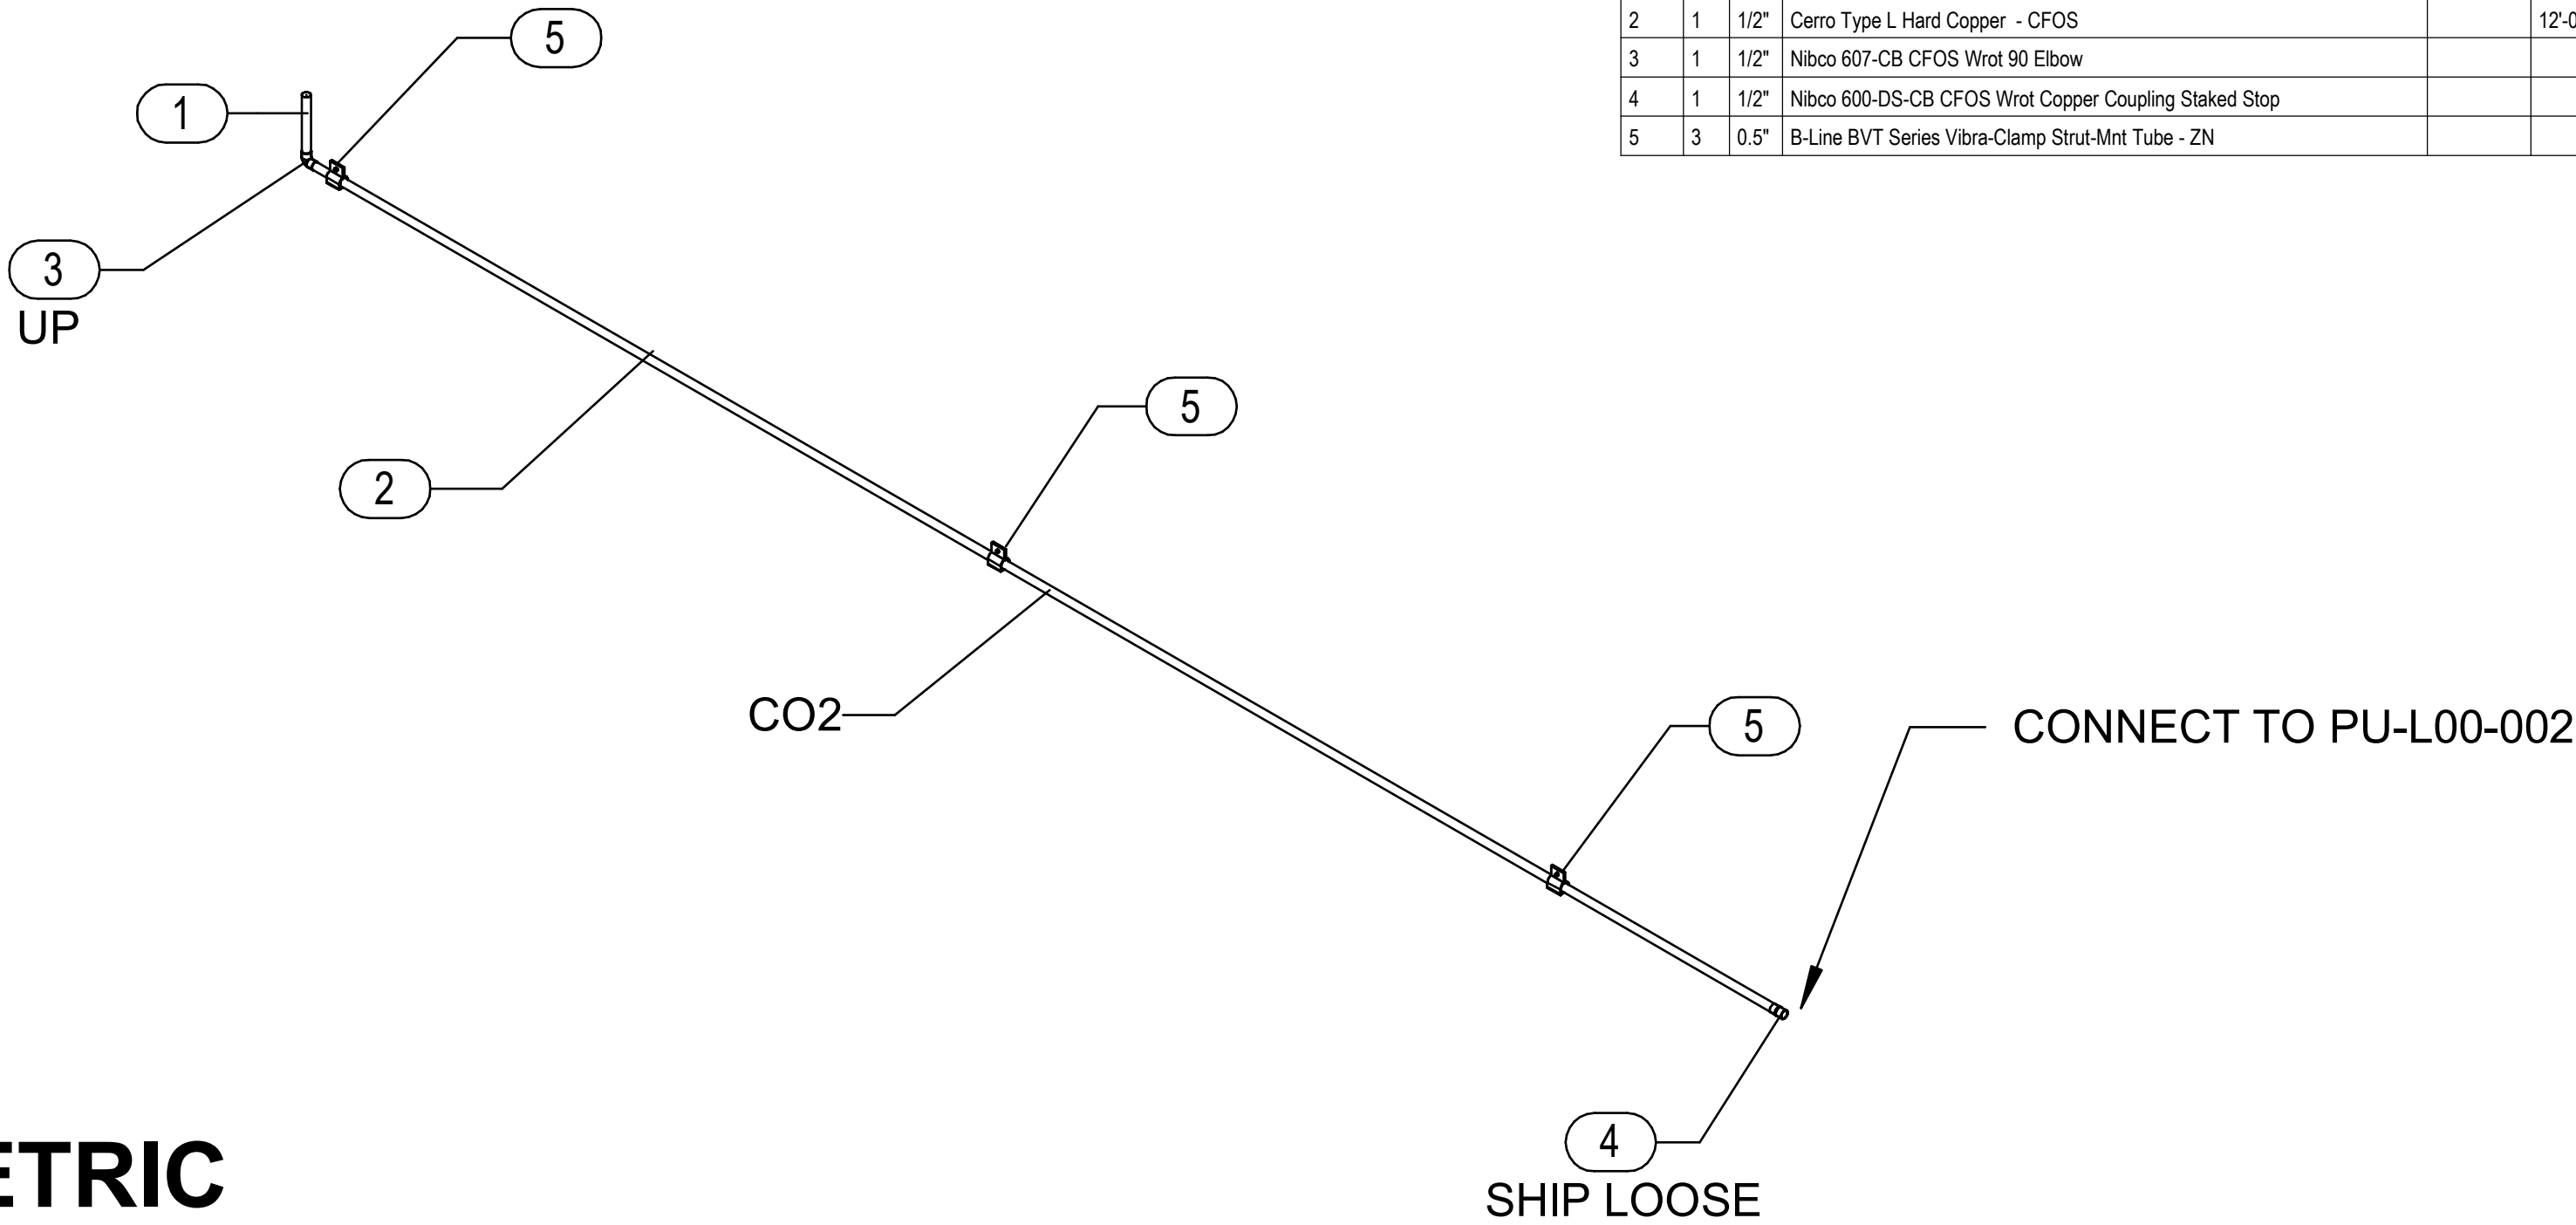 2 1 1/2" Cerro Type L Hard Copper - CFOS 12'-0
3 1 1/2" Nibco 607-CB CFOS Wrot 90 Elbow
4 1 1/2" Nibco 600-DS-CB CFOS Wrot Copper Coupling Staked Stop
5 3 0.5" B-Line BVT Series Vibra-Clamp Strut-Mnt Tube - ZN
5
1
3
UP
5
2
CO2
5
CONNECT TO PU-L00-002
4
SHIP LOOSE
ETRIC